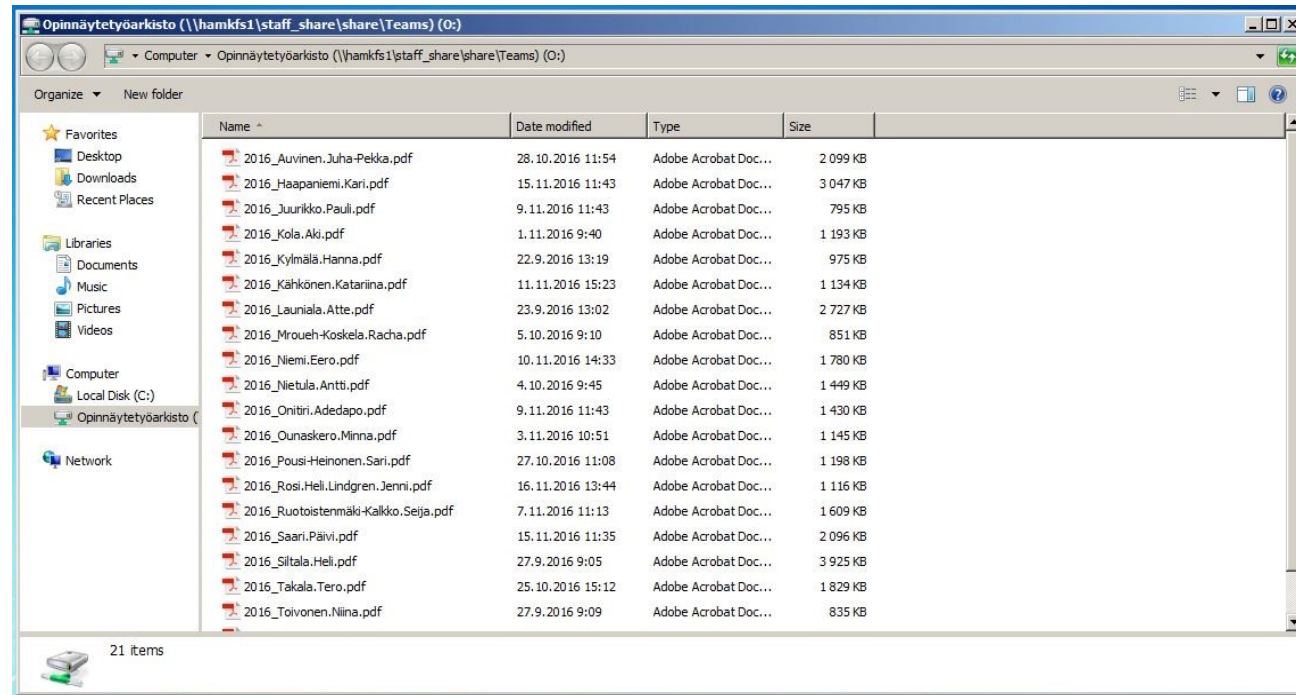 Opinnäytetyöarkisto (\\hamkfs1\staff_share\share\Teams) (O:)
Computer Opinnäytetyöarkisto (\\hamkfs1\staff_share\share\Teams) (O:)
Organize New folder
Favorites
Desktop
Downloads
Recent Places
Libraries
Documents
Music
Pictures
Videos
Computer
Local Disk (C:)
Opinnäytetyöarkisto (
Network
Name Date modified Type Size
2016_Auvinen.Juha-Pekka.pdf 28.10.2016 11:54 Adobe Acrobat Doc... 2 099 KB
2016_Haapaniemi.Kari.pdf 15.11.2016 11:43 Adobe Acrobat Doc... 3 047 KB
2016_Juurikko.Pauli.pdf 9.11.2016 11:43 Adobe Acrobat Doc... 795 KB
2016_Kola.Aki.pdf 1.11.2016 9:40 Adobe Acrobat Doc... 1 193 KB
2016_Kylmälä.Hanna.pdf 22.9.2016 13:19 Adobe Acrobat Doc... 975 KB
2016_Kähkönen.Katariina.pdf 11.11.2016 15:23 Adobe Acrobat Doc... 1 134 KB
2016_Launiala.Atte.pdf 23.9.2016 13:02 Adobe Acrobat Doc... 2 727 KB
2016_Mroueh-Koskela.Racha.pdf 5.10.2016 9:10 Adobe Acrobat Doc... 851 KB
2016_Niemi.Eero.pdf 10.11.2016 14:33 Adobe Acrobat Doc... 1 780 KB
2016_Nietula.Antti.pdf 4.10.2016 9:45 Adobe Acrobat Doc... 1 449 KB
2016_Onitiri.Adedapo.pdf 9.11.2016 11:43 Adobe Acrobat Doc... 1 430 KB
2016_Ounaskero.Minna.pdf 3.11.2016 10:51 Adobe Acrobat Doc... 1 145 KB
2016_Pousi-Heinonen.Sari.pdf 27.10.2016 11:08 Adobe Acrobat Doc... 1 198 KB
2016_Rosi.Heli.Lindgren.Jenni.pdf 16.11.2016 13:44 Adobe Acrobat Doc... 1 116 KB
2016_Ruotoistenmäki-Kalkko.Seija.pdf 7.11.2016 11:13 Adobe Acrobat Doc... 1 609 KB
2016_Saari.Päivi.pdf 15.11.2016 11:35 Adobe Acrobat Doc... 2 096 KB
2016_Siltala.Heli.pdf 27.9.2016 9:05 Adobe Acrobat Doc... 3 925 KB
2016_Takala.Tero.pdf 25.10.2016 15:12 Adobe Acrobat Doc... 1 829 KB
2016_Toivonen.Niina.pdf 27.9.2016 9:09 Adobe Acrobat Doc... 835 KB
21 items